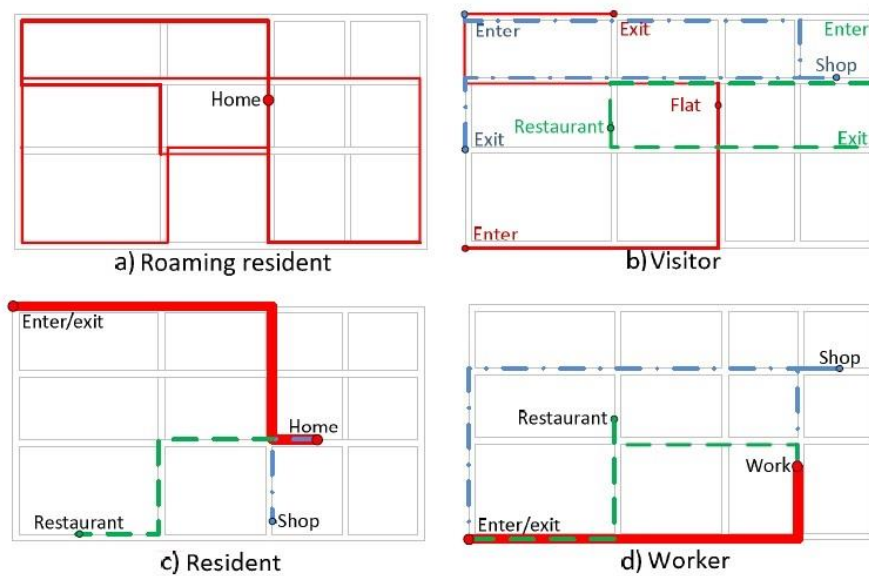 Home
a) Roaming resident
Enter
Exit
Enter
Shop
Flat
Restaurant
Exit
Exit
Enter
b) Visitor
Enter/exit
Home
Restaurant
Shop
c) Resident
Shop
Restaurant
Work
Enter/exit
d) Worker